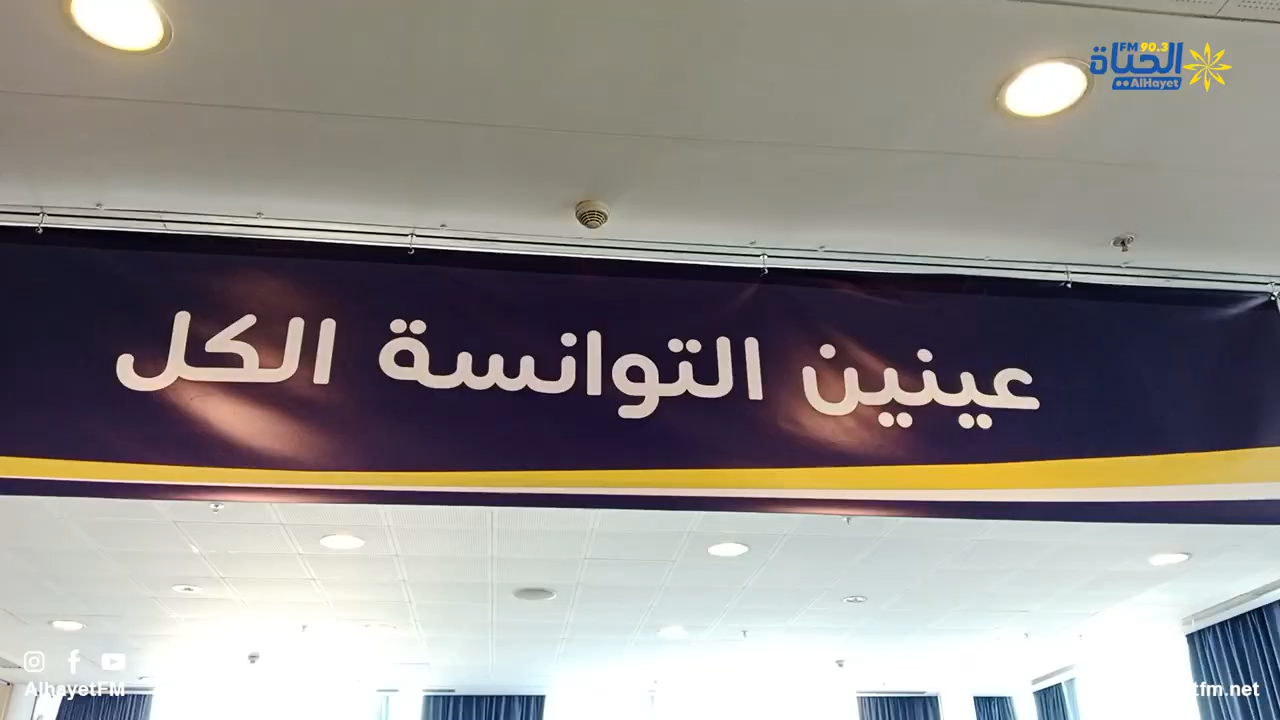 FM 90.3
الحياة
AlHayet
عينين التوانسة الكل
AlhayetFM
tfm.net